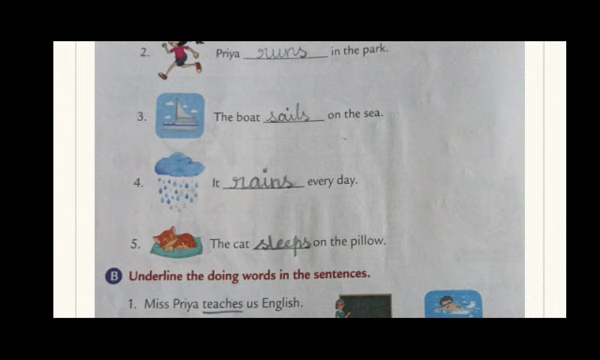 2. Priya runs in the park.
3. The boat sails on the sea.
4. It rains every day.
5. The cat sleeps on the pillow.
B Underline the doing words in the sentences.
1. Miss Priya teaches us English.